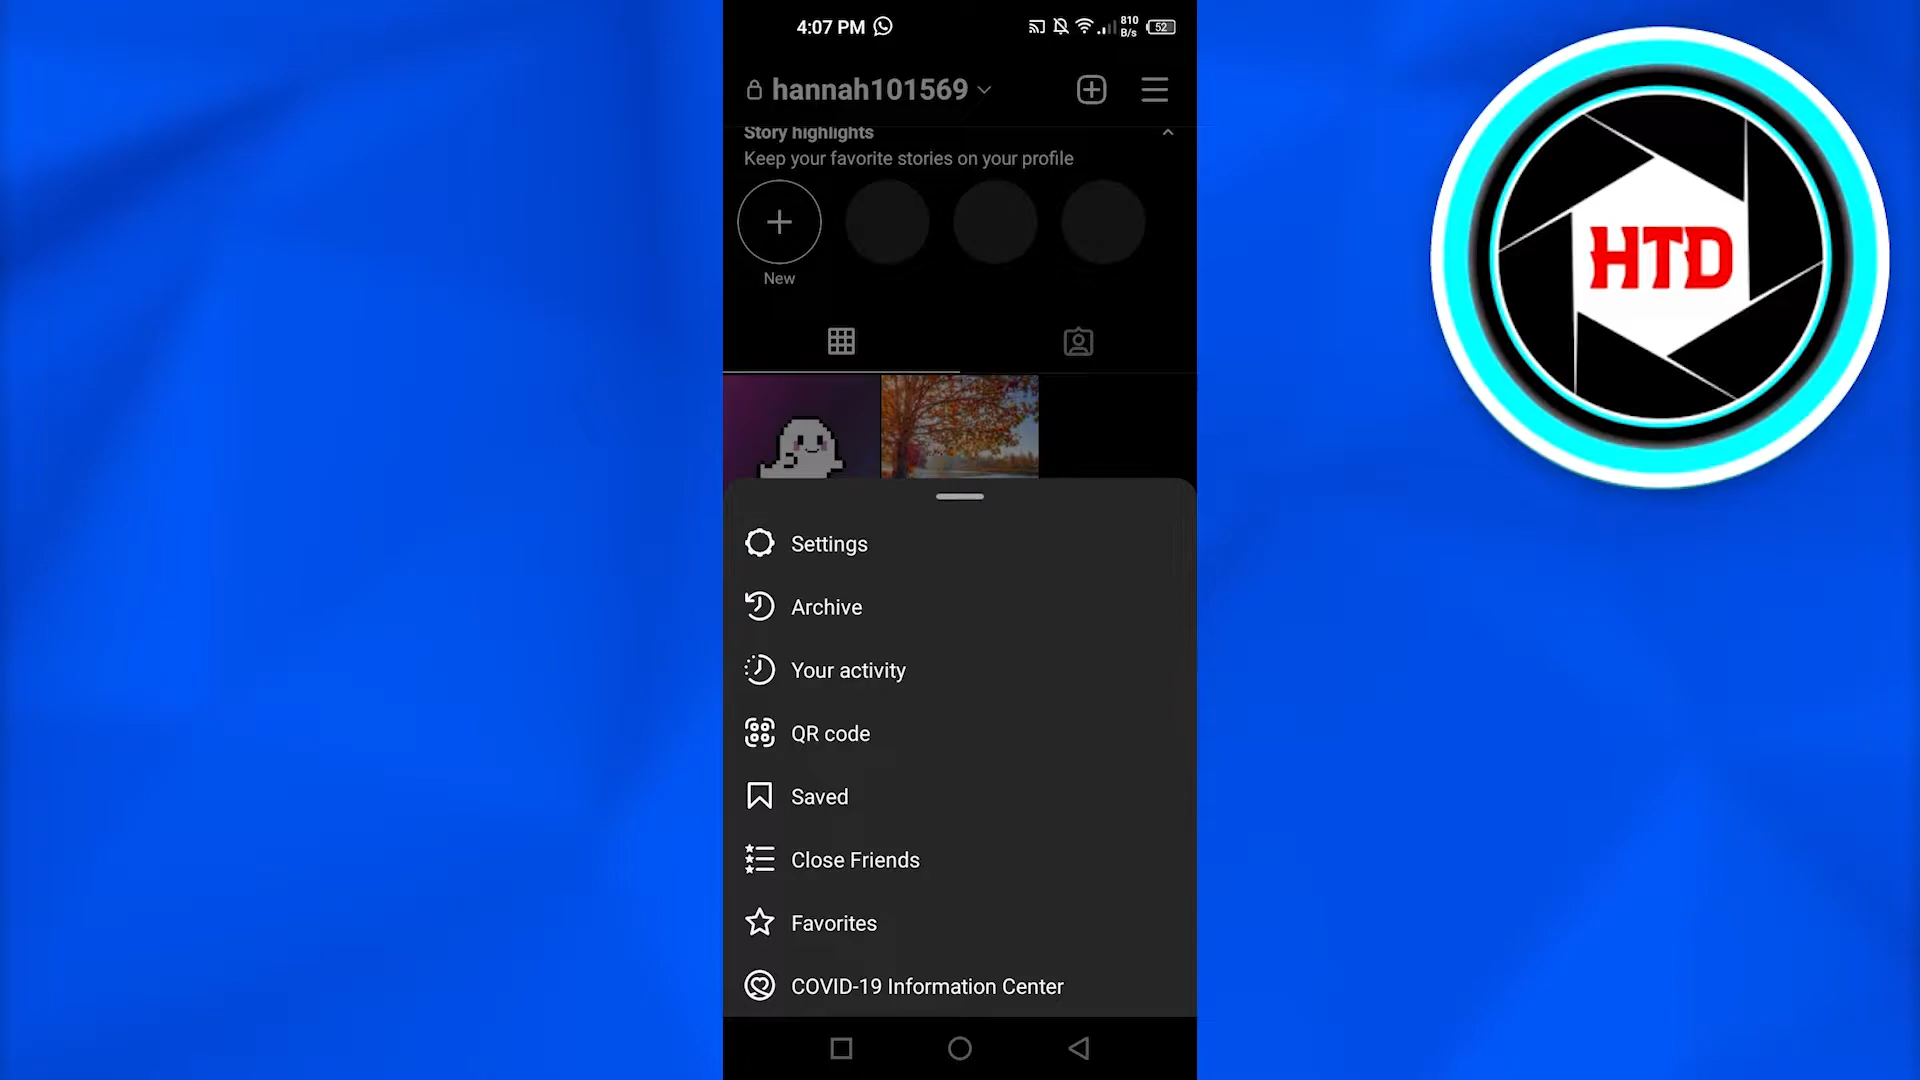 4:07 PM
810
B/s
52
hannah101569
Story highlights
Keep your favorite stories on your profile
New
HTD
Settings
Archive
Your activity
QR code
Saved
Close Friends
Favorites
COVID-19 Information Center